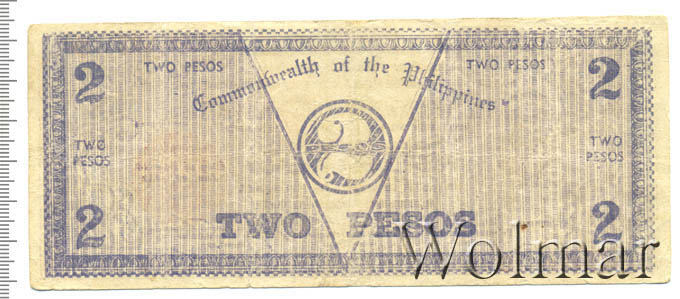 2 TWO PESOS TWO PESOS 2
Commonwealth of the Philippines
TWO PESOS
2
TWO PESOS
2 TWO PESOS 2
Wolmar